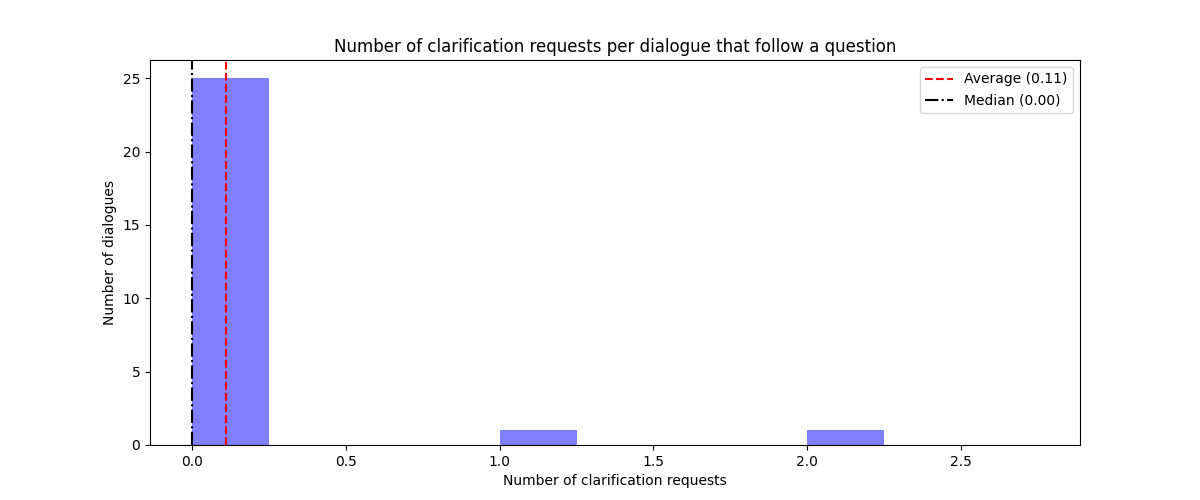 Number of clarification requests per dialogue that follow a question
Average (0.11)
Median (0.00)
Number of dialogues
25
20
15
10
5
0
0.0 0.5 1.0 1.5 2.0 2.5
Number of clarification requests